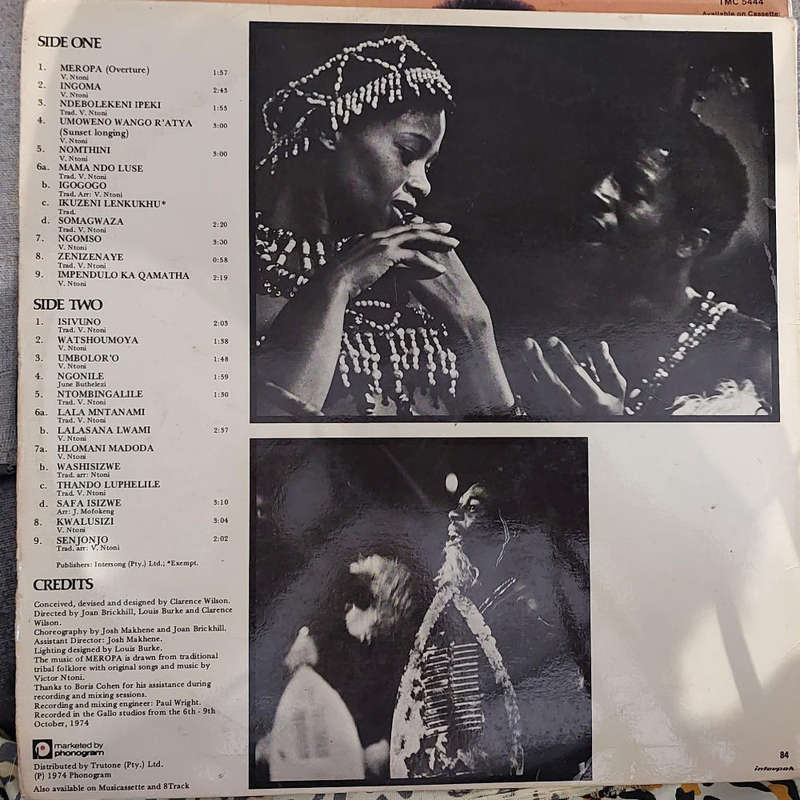 TMC 5444
Available on Cassette:
SIDE ONE
1. MEROPA (Overture) 1:57
V. Ntoni
2. INGOMA 2:45
V. Ntoni
3. NDEBOLEKENI IPEKI 1:55
Trad. V. Ntoni
4. UMOWENO WANGO R'ATYA 3:00
(Sunset longing)
V. Ntoni
5. NOMTHINI 3:00
V. Ntoni
6a. MAMA NDO LUSE
Trad. V. Ntoni
b. IGOGOGO
Trad. Arr: V. Ntoni
c. IKUZENI LENKUKHU*
Trad.
d. SOMAGWAZA 2:20
Trad. V. Ntoni
7. NGOMSO 3:30
V. Ntoni
8. ZENIZENAYE 0:58
Trad. V. Ntoni
9. IMPENDULO KA QAMATHA 2:19
V. Ntoni
SIDE TWO
1. ISIVUNO 2:03
Trad. V. Ntoni
2. WATSHOUMOYA 1:38
V. Ntoni
3. UMBOLOR'O 1:48
V. Ntoni
4. NGONILE 1:59
June Buthelezi
5. NTOMBINGALILE 1:30
Trad. V. Ntoni
6a. LALA MNTANAMI
Trad. V. Ntoni
b. LALASANA LWAMI 2:37
V. Ntoni
7a. HLOMANI MADODA
V. Ntoni
b. WASHISIZWE
Trad. arr: Ntoni
c. THANDO LUPHELILE
Trad. V. Ntoni
d. SAFA ISIZWE 3:10
Arr: J. Mofokeng
8. KWALUSIZI 3:04
V. Ntoni
9. SENJONJO 2:02
Trad. arr: V. Ntoni
Publishers: Intersong (Pty.) Ltd.; *Exempt.
CREDITS
Conceived, devised and designed by Clarence Wilson.
Directed by Joan Brickhill, Louis Burke and Clarence
Wilson.
Choreography by Josh Makhene and Joan Brickhill.
Assistant Director: Josh Makhene.
Lighting designed by Louis Burke.
The music of MEROPA is drawn from traditional
tribal folklore with original songs and music by
Victor Ntoni.
Thanks to Boris Cohen for his assistance during
recording and mixing sessions.
Recording and mixing engineer: Paul Wright.
Recorded in the Gallo studios from the 6th - 9th
October, 1974
marketed by
phonogram
Distributed by Trutone (Pty.) Ltd.
(P) 1974 Phonogram
Also available on Musicassette and 8Track
84
interpak